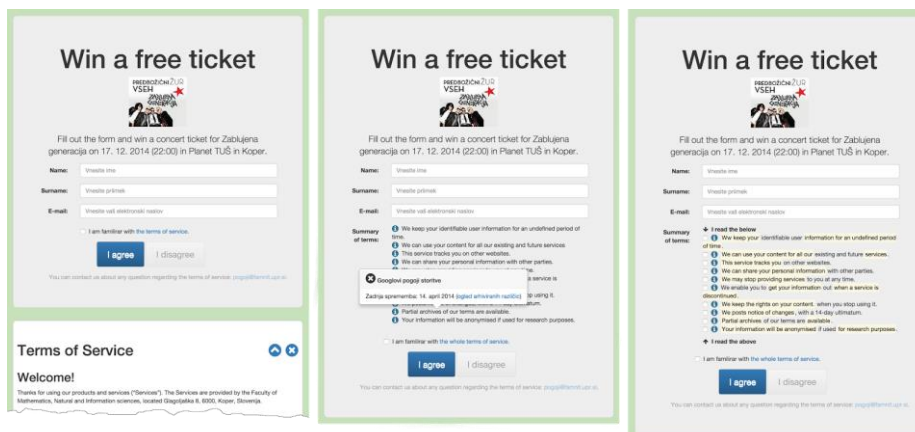 Win a free ticket
PREDBOŽIČNI ŽUR
VSEH
Fill out the form and win a concert ticket for Zablujena
generacija on 17. 12. 2014 (22:00) in Planet TUŠ in Koper.
Name: Vnesite ime
Surname: Vnesite priimek
E-mail: Vnesite vaš elektronski naslov
I am familirar with the terms of service.
I agree I disagree
You can contact us about any question regarding the terms of service: pogoji@famnit.upr.si.
Terms of Service
Welcome!
Thanks for using our products and services ("Services"). The Services are provided by the Faculty of
Mathematics, Natural and Information sciences, located Glagoljaška 8, 6000, Koper, Slovenija.
Win a free ticket
PREDBOŽIČNI ŽUR
VSEH
Fill out the form and win a concert ticket for Zablujena
generacija on 17. 12. 2014 (22:00) in Planet TUŠ in Koper.
Name: Vnesite ime
Surname: Vnesite priimek
E-mail: Vnesite vaš elektronski naslov
Summary of terms:
We keep your identifiable user information for an undefined period of
time.
We can use your content for all our existing and future services
This service tracks you on other websites.
We can share your personal information with other parties.
Googlovi pogoji storitve
Zadnja sprememba: 14. april 2014 (ogled arhiviranih različic)
Partial archives of our terms are available.
Your information will be anonymised if used for research purposes.
I am familirar with the whole terms of service.
I agree I disagree
You can contact us about any question regarding the terms of service: pogoji@famnit.upr.si.
Win a free ticket
PREDBOŽIČNI ŽUR
VSEH
Fill out the form and win a concert ticket for Zablujena
generacija on 17. 12. 2014 (22:00) in Planet TUŠ in Koper.
Name: Vnesite ime
Surname: Vnesite priimek
E-mail: Vnesite vaš elektronski naslov
Summary of terms:
I read the below
Ww keep your identifiable user information for an undefined period
of time.
We can use your content for all our existing and future services.
This service tracks you on other websites.
We can share your personal information with other parties.
We may stop providing services to you at any time.
We enable you to get your information out when a service is
discontinued.
We keep the rights on your content when you stop using it.
We posts notice of changes, with a 14-day ultimatum.
Partial archives of our terms are available.
Your information will be anonymised if used for research purposes.
I read the above
I am familirar with the whole terms of service.
I agree I disagree
You can contact us about any question regarding the terms of service: pogoji@famnit.upr.si.